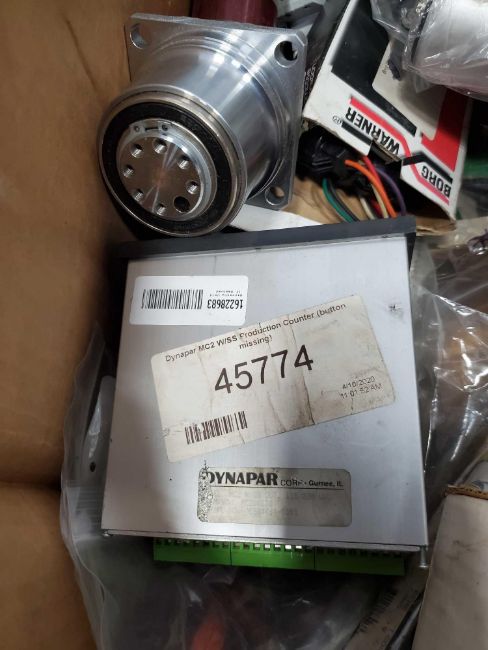 BORG
WARNER
16228683
Dynapar MC2 W/SS Production Counter (button
missing)
45774
4/16/2020
11:01:52 AM
DYNAPAR CORP. Gurnee, IL